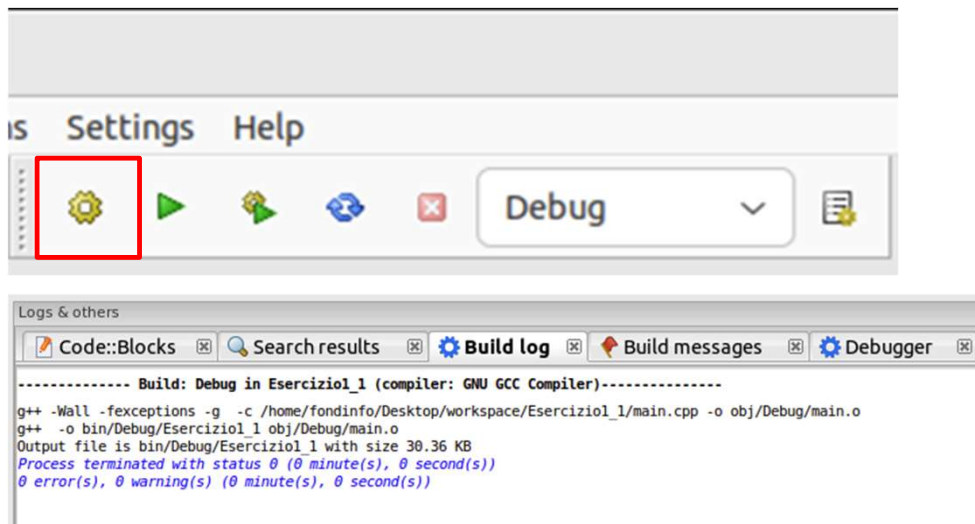 ns Settings Help
Debug
Logs & others
Code::Blocks Search results Build log Build messages Debugger
-------------- Build: Debug in Esercizio1_1 (compiler: GNU GCC Compiler)---------------
g++ -Wall -fexceptions -g  -c /home/fondinfo/Desktop/workspace/Esercizio1_1/main.cpp -o obj/Debug/main.o
g++  -o bin/Debug/Esercizio1_1 obj/Debug/main.o
Output file is bin/Debug/Esercizio1_1 with size 30.36 KB
Process terminated with status 0 (0 minute(s), 0 second(s))
0 error(s), 0 warning(s) (0 minute(s), 0 second(s))